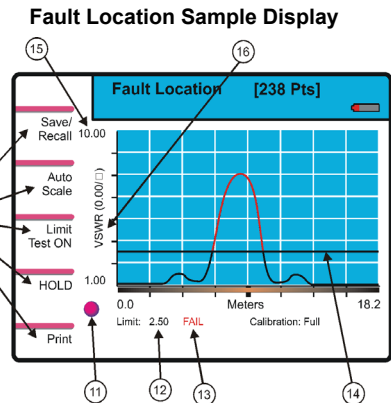 Fault Location Sample Display
15
16
Fault Location [238 Pts]
Save/
Recall
10.00
Auto
Scale
Limit
Test ON
VSWR (0.00/□)
HOLD
1.00
0.0 Meters 18.2
Limit: 2.50 FAIL Calibration: Full
Print
11
12
13
14